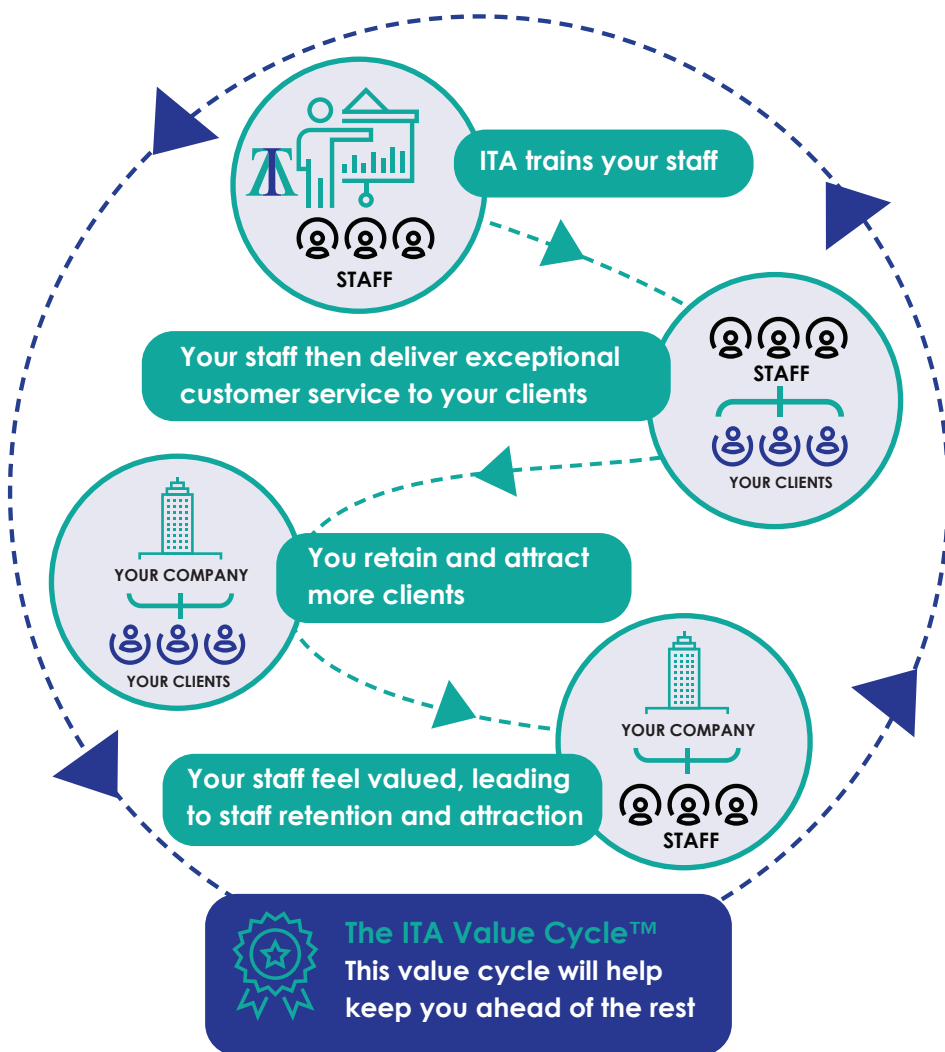 ITA trains your staff
STAFF
Your staff then deliver exceptional
customer service to your clients
STAFF
YOUR CLIENTS
You retain and attract
more clients
YOUR COMPANY
YOUR CLIENTS
YOUR COMPANY
Your staff feel valued, leading
to staff retention and attraction
STAFF
The ITA Value Cycle™
This value cycle will help
keep you ahead of the rest